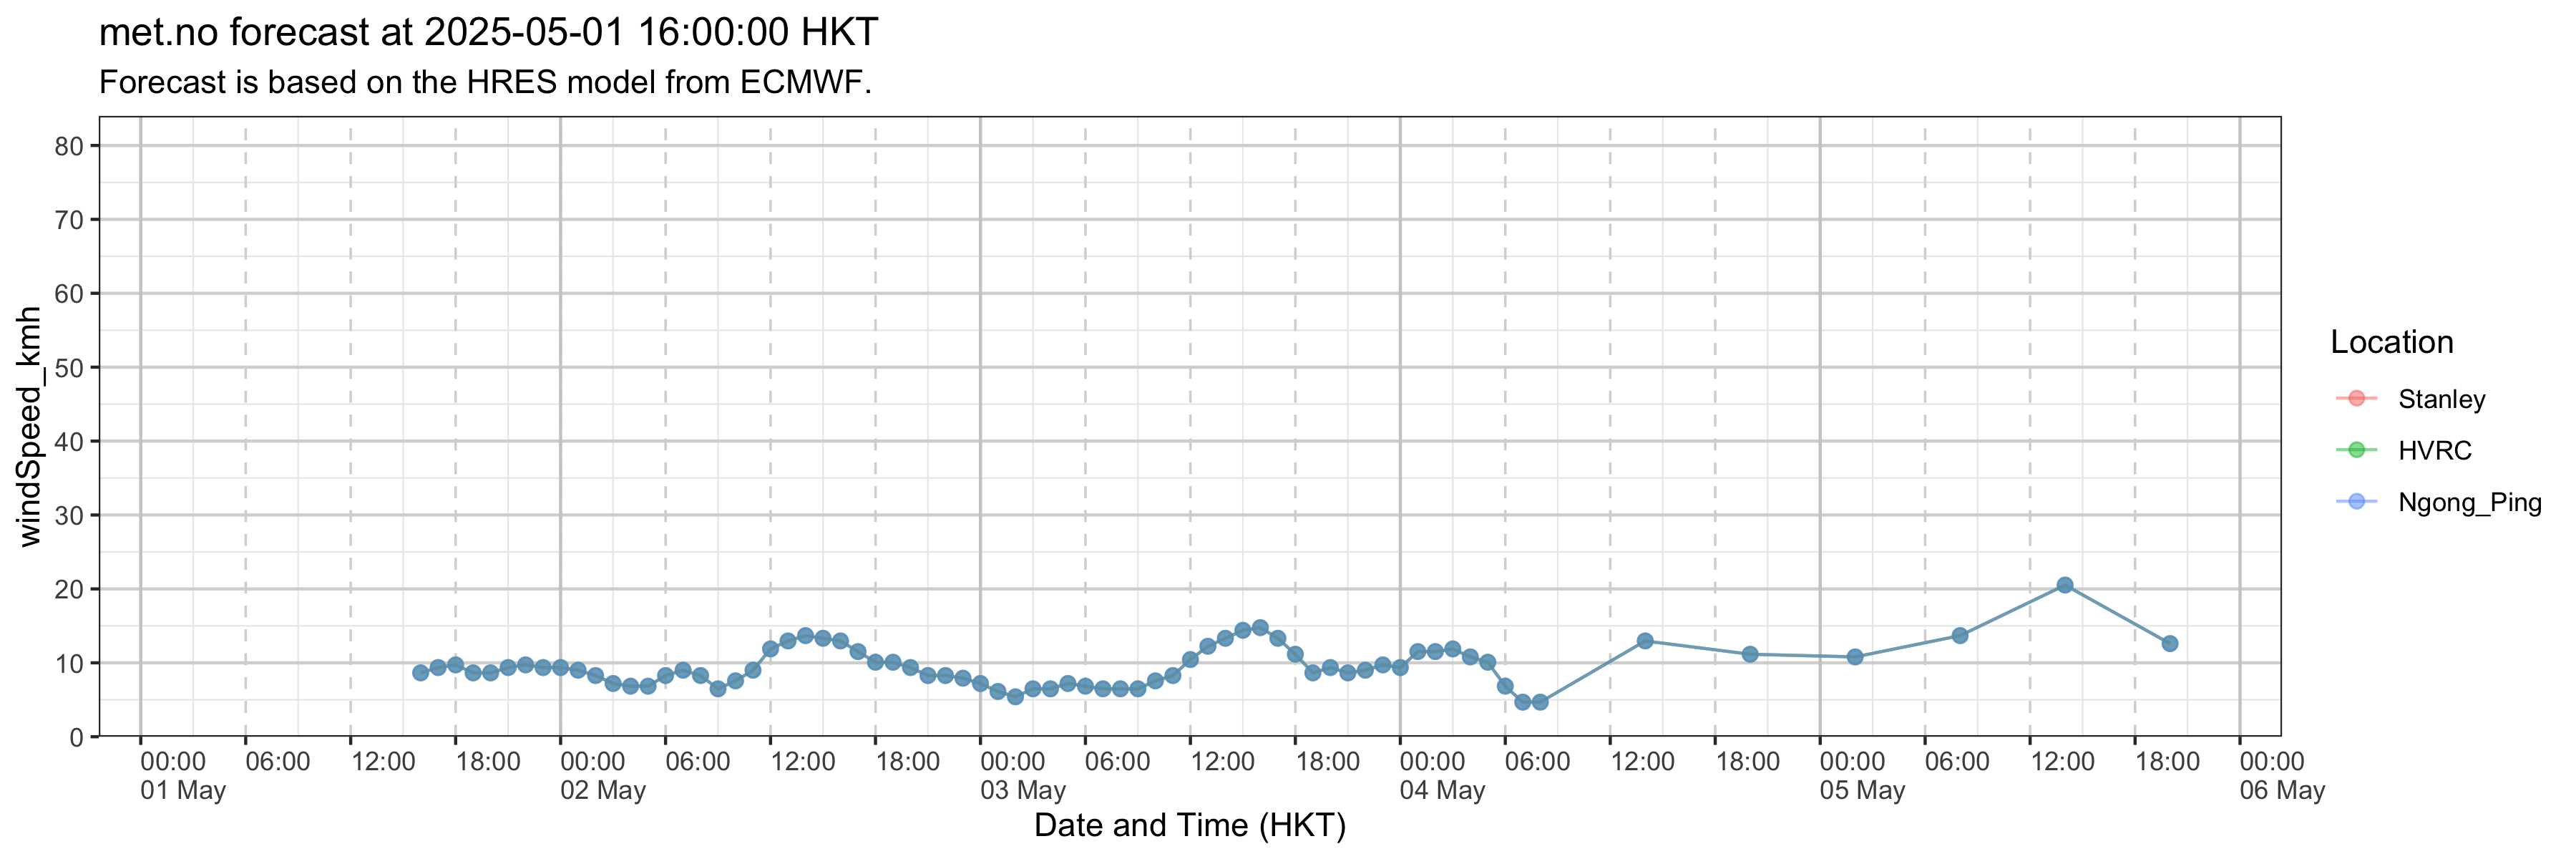 met.no forecast at 2025-05-01 16:00:00 HKT
Forecast is based on the HRES model from ECMWF.
80
70
60
50
40
30
20
10
0
windSpeed_kmh
00:00 06:00 12:00 18:00 00:00 06:00 12:00 18:00 00:00 06:00 12:00 18:00 00:00 06:00 12:00 18:00 00:00 06:00 12:00 18:00 00:00
01 May 02 May 03 May 04 May 05 May 06 May
Date and Time (HKT)
Location
Stanley
HVRC
Ngong_Ping